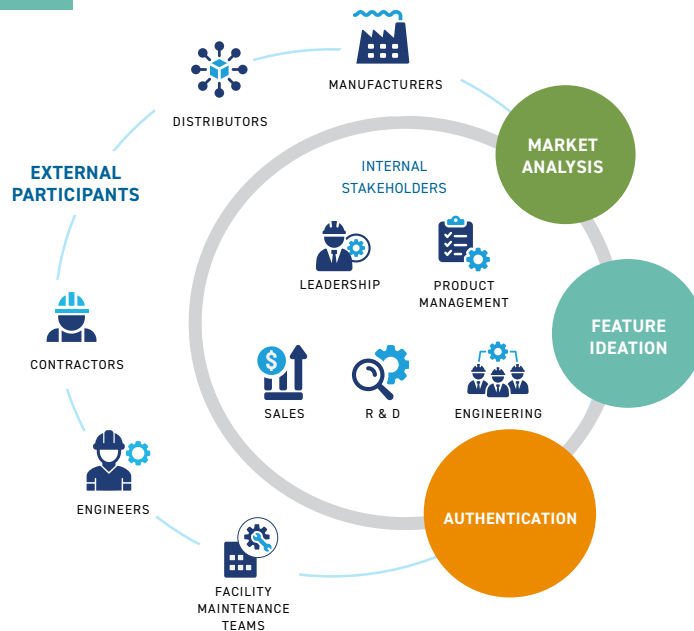 MANUFACTURERS
DISTRIBUTORS
MARKET
ANALYSIS
EXTERNAL
PARTICIPANTS
INTERNAL
STAKEHOLDERS
LEADERSHIP
PRODUCT
MANAGEMENT
FEATURE
IDEATION
CONTRACTORS
$
SALES
R & D
ENGINEERING
ENGINEERS
AUTHENTICATION
FACILITY
MAINTENANCE
TEAMS